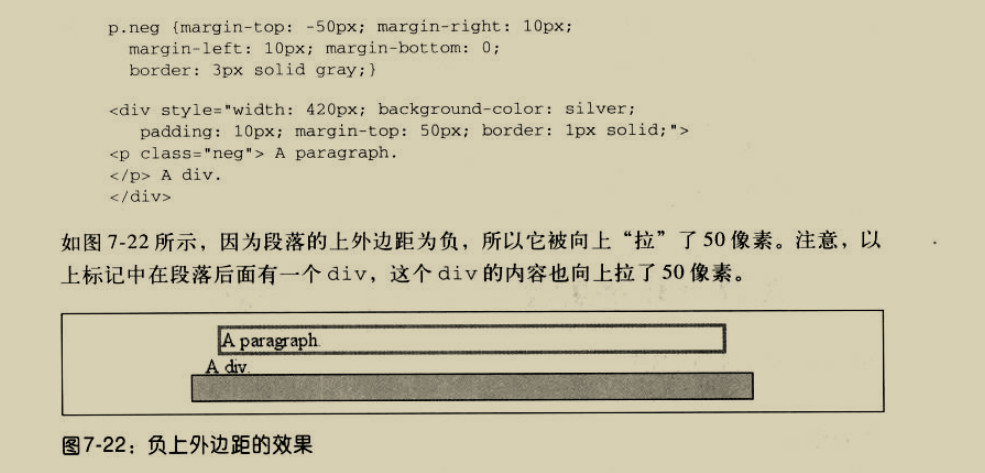 p.neg {margin-top: -50px; margin-right: 10px;
margin-left: 10px; margin-bottom: 0;
border: 3px solid gray;}
<div style="width: 420px; background-color: silver;
padding: 10px; margin-top: 50px; border: 1px solid;">
<p class="neg"> A paragraph.
</p> A div.
</div>
如图 7-22 所示，因为段落的上外边距为负，所以它被向上“拉”了 50 像素。注意，以
上标记中在段落后面有一个 div，这个 div 的内容也向上拉了 50 像素。
A paragraph.
A div.
图7-22：负上外边距的效果